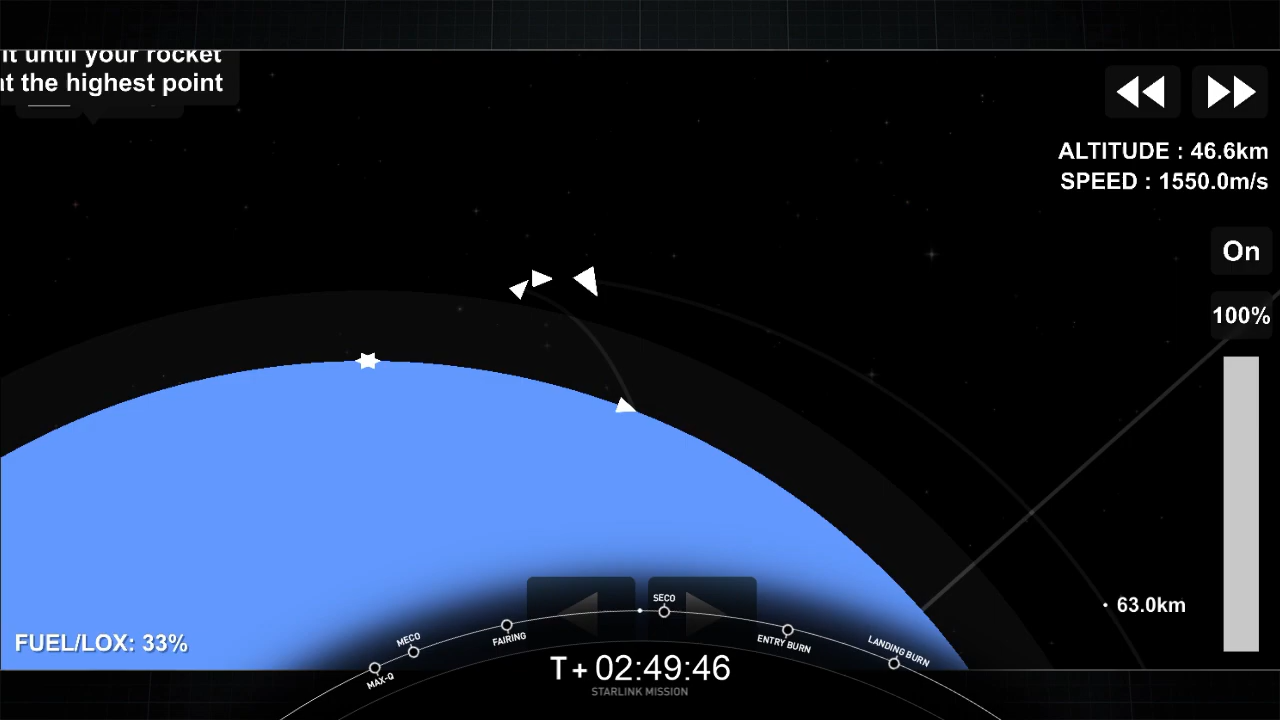 it until your rocket
at the highest point
ALTITUDE : 46.6km
SPEED : 1550.0m/s
On
100%
63.0km
FUEL/LOX: 33%
MAX-Q
MECO
FAIRING
SECO
ENTRY BURN
LANDING BURN
T+ 02:49:46
STARLINK MISSION